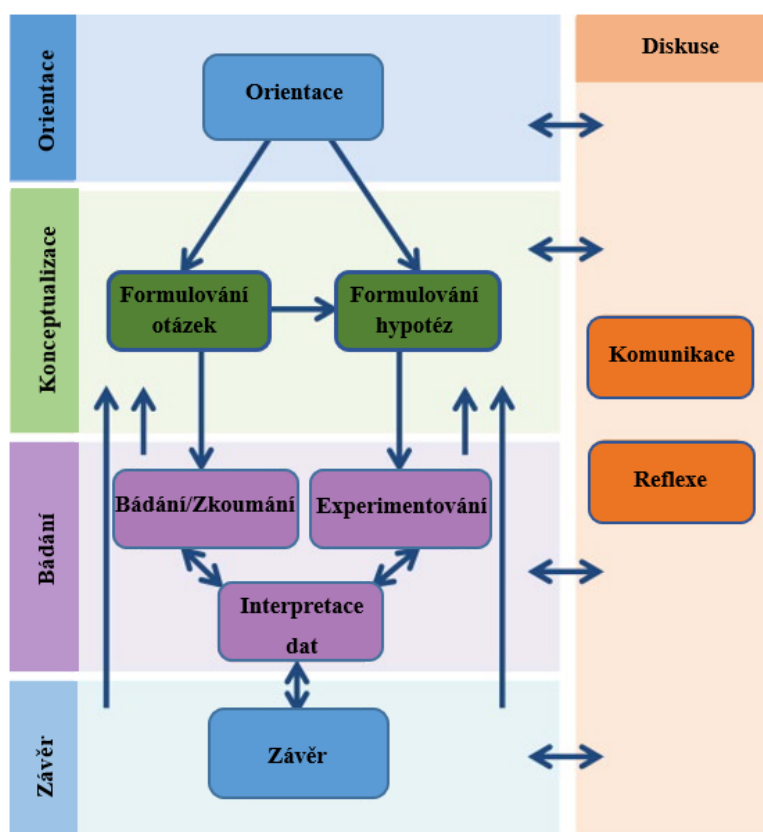 Diskuse
Orientace
Orientace
Konceptualizace
Formulování
otázek
Formulování
hypotéz
Komunikace
Reflexe
Bádání
Bádání/Zkoumání
Experimentování
Interpretace
dat
Závěr
Závěr